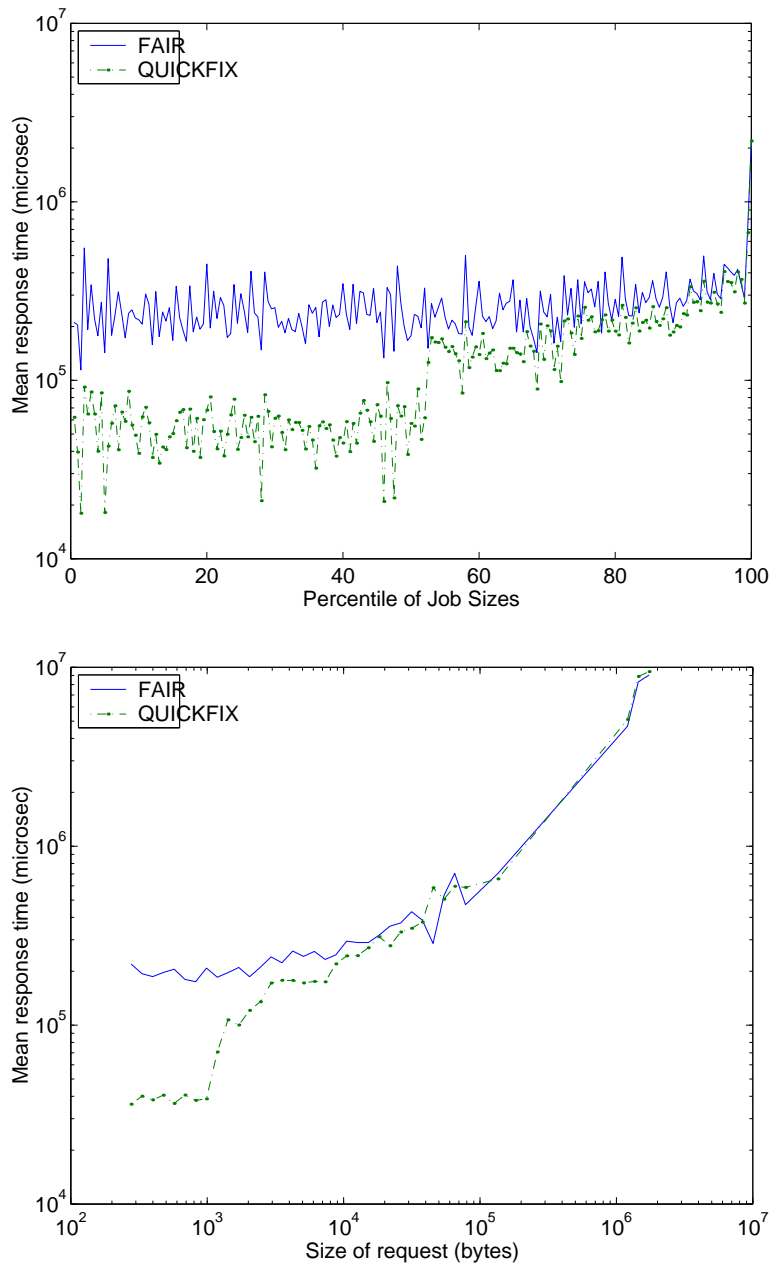 10^7
FAIR
QUICKFIX
10^6
10^5
10^4
Mean response time (microsec)
0 20 40 60 80 100
Percentile of Job Sizes
10^7
FAIR
QUICKFIX
10^6
10^5
10^4
Mean response time (microsec)
10^2 10^3 10^4 10^5 10^6 10^7
Size of request (bytes)